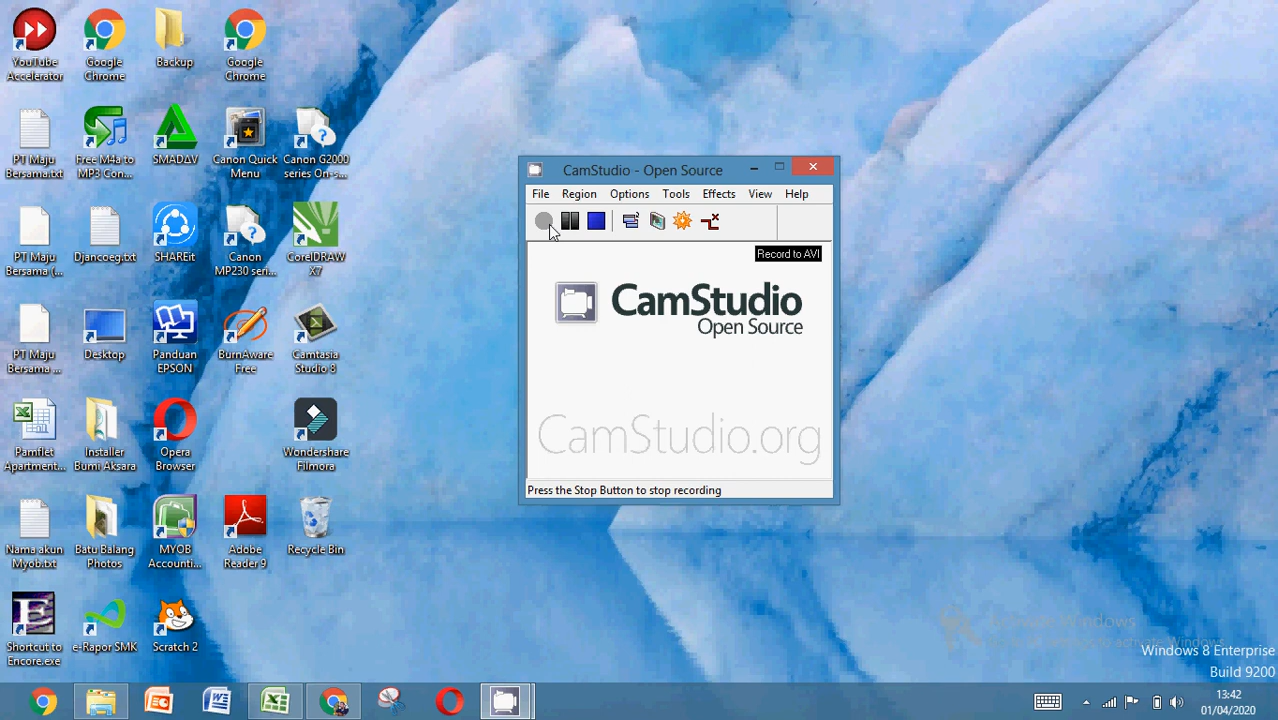 YouTube
Accelerator
Google
Chrome
Backup
Google
Chrome
PT Maju
Bersama.txt
Free M4a to
MP3 Con...
SMADΔV
Canon Quick
Menu
Canon G2000
series On-s...
PT Maju
Bersama (...
Djancoeg.txt
SHAREit
Canon
MP230 seri...
CorelDRAW
X7
PT Maju
Bersama ...
Desktop
Panduan
EPSON
BurnAware
Free
Camtasia
Studio 8
Pamflet
Apartment...
Installer
Bumi Aksara
Opera
Browser
Wondershare
Filmora
Nama akun
Myob.txt
Batu Balang
Photos
MYOB
Accounti...
Adobe
Reader 9
Recycle Bin
Shortcut to
Encore.exe
e-Rapor SMK
Scratch 2
CamStudio - Open Source
File Region Options Tools Effects View Help
Record to AVI
CamStudio
Open Source
CamStudio.org
Press the Stop Button to stop recording
Activate Windows
to activate Windows.
Windows 8 Enterprise
Build 9200
13:42
01/04/2020